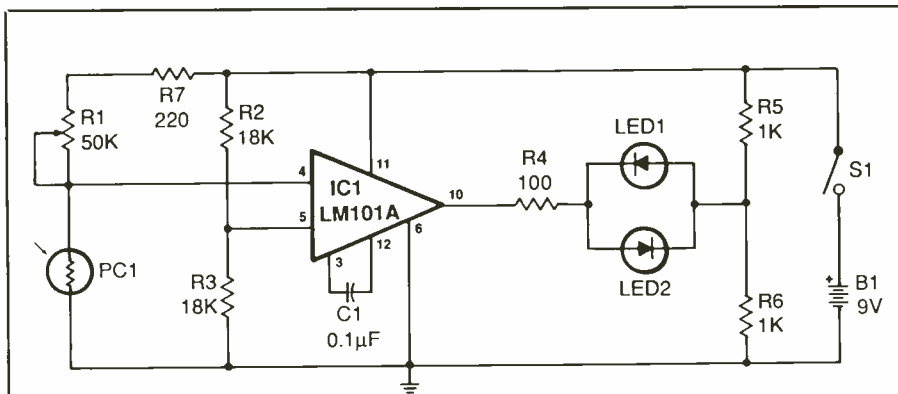 R1
50K
R7
220
R2
18K
4
11
IC1
LM101A
5
10
6
12
3
C1
0.1µF
R3
18K
PC1
R4
100
LED1
LED2
R5
1K
S1
R6
1K
+
B1
9V